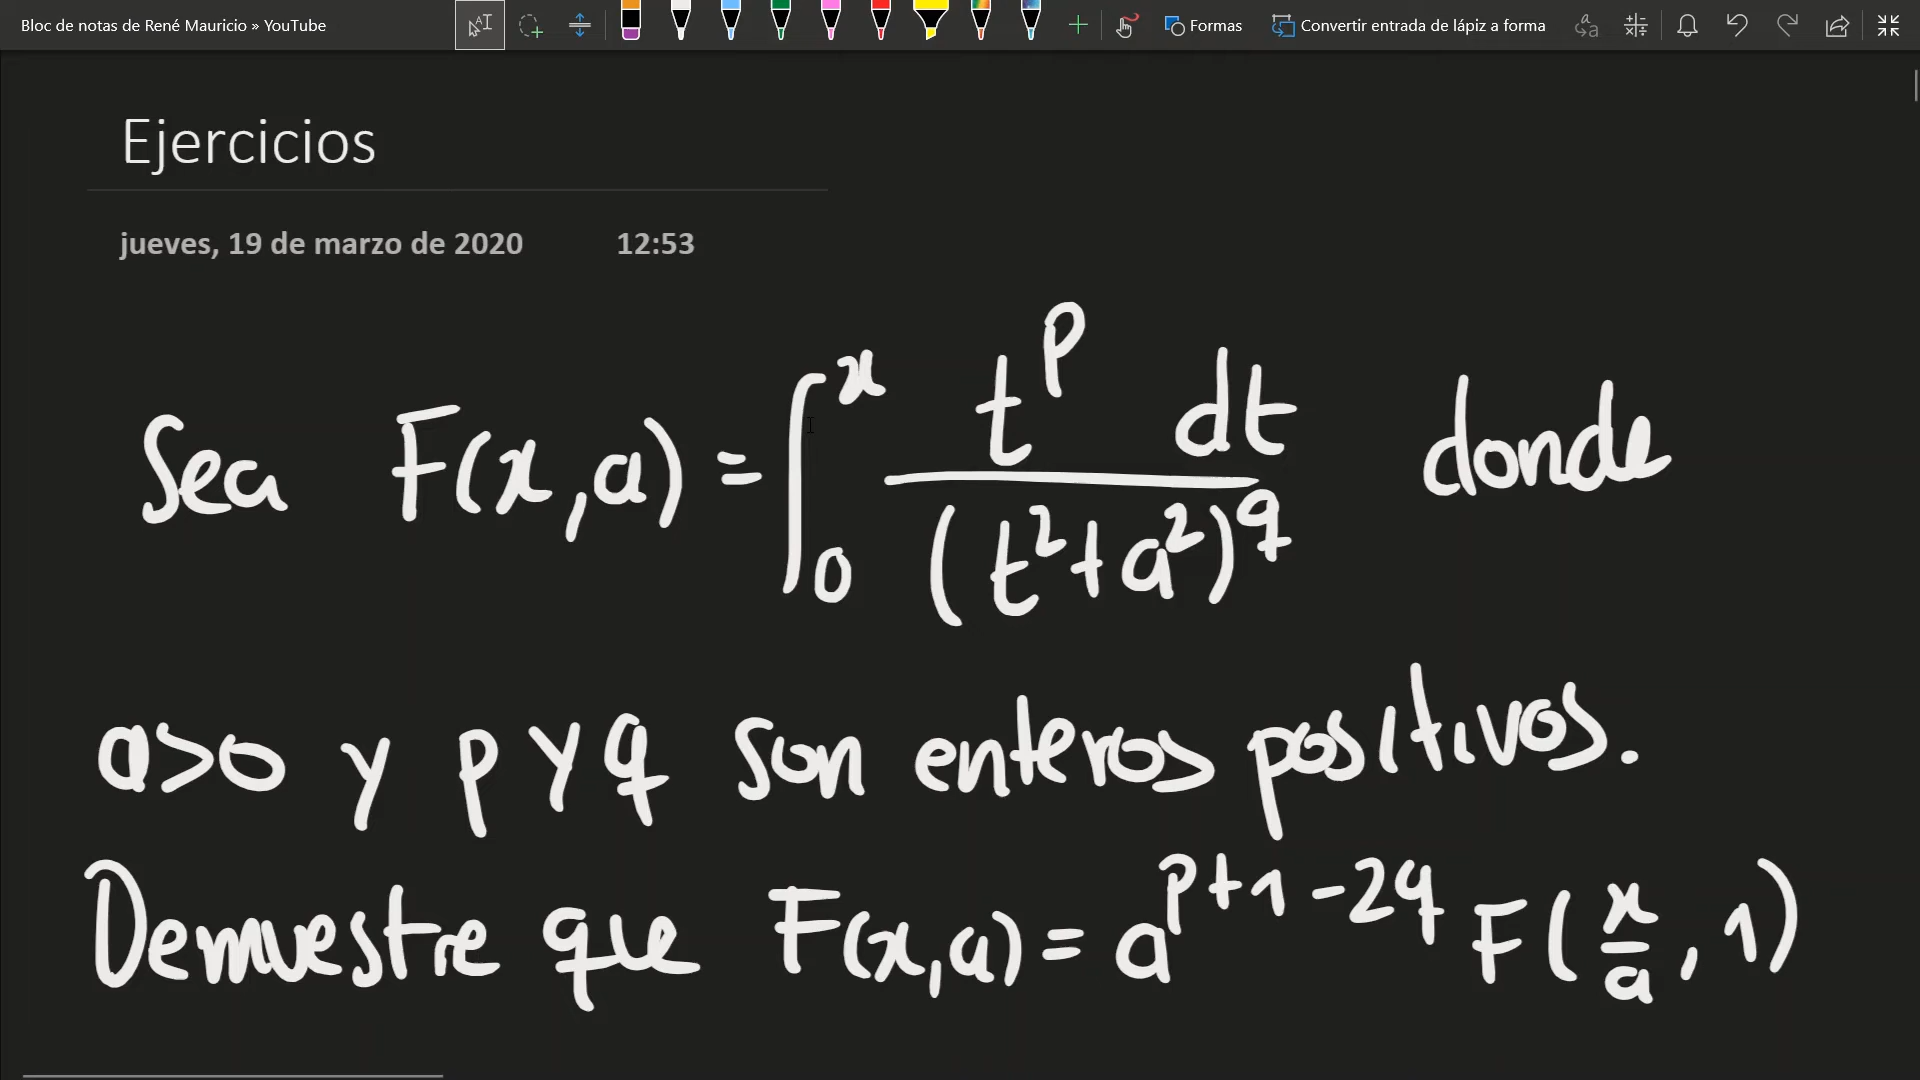 Bloc de notas de René Mauricio » YouTube
Formas
Convertir entrada de lápiz a forma
Ejercicios
jueves, 19 de marzo de 2020 12:53
Sea F(x,a) = ∫₀ˣ t^p dt / (t²+a²)^q donde
a>0 y p y q son enteros positivos.
Demuestre que F(x,a) = a^(p+1-2q) F(x/a, 1)